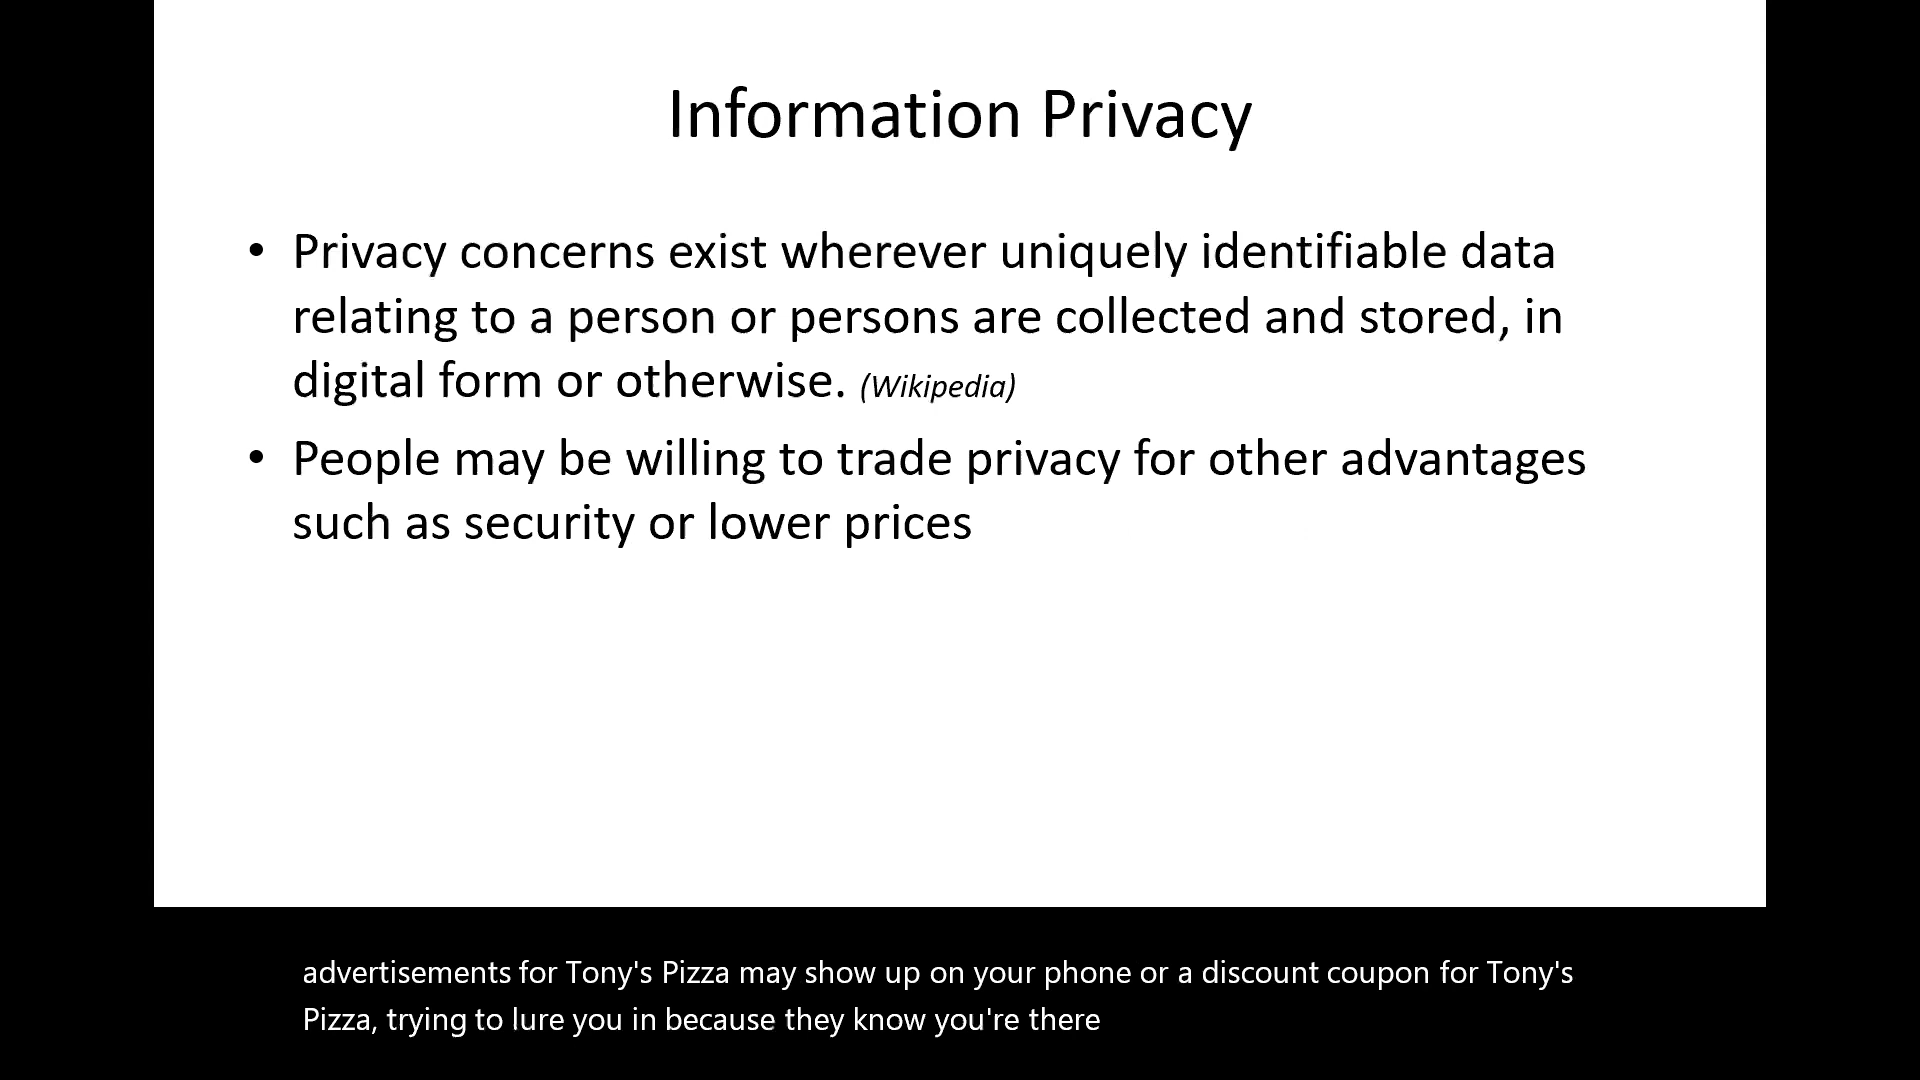 Information Privacy
• Privacy concerns exist wherever uniquely identifiable data
relating to a person or persons are collected and stored, in
digital form or otherwise. (Wikipedia)
• People may be willing to trade privacy for other advantages
such as security or lower prices
advertisements for Tony's Pizza may show up on your phone or a discount coupon for Tony's
Pizza, trying to lure you in because they know you're there